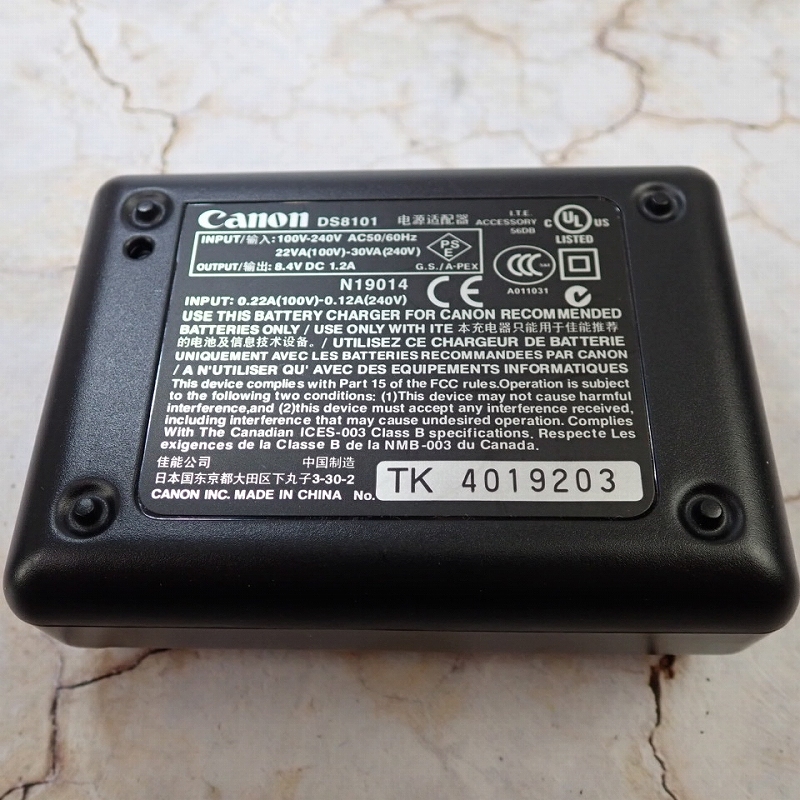 Canon DS8101 电源适配器 I.T.E. ACCESSORY 56DB C UL US LISTED
INPUT/输入:100V-240V AC50/60Hz
22VA(100V)-30VA(240V)
OUTPUT/输出: 8.4V DC 1.2A
PSE
G.S./A-PEX
CCC
A011031
N19014
INPUT: 0.22A(100V)-0.12A(240V)
CE
USE THIS BATTERY CHARGER FOR CANON RECOMMENDED
BATTERIES ONLY / USE ONLY WITH ITE 本充电器只能用于佳能推荐
的电池及信息技术设备。/ UTILISEZ CE CHARGEUR DE BATTERIE
UNIQUEMENT AVEC LES BATTERIES RECOMMANDEES PAR CANON
/ A N'UTILISER QU' AVEC DES EQUIPEMENTS INFORMATIQUES
This device complies with Part 15 of the FCC rules.Operation is subject
to the following two conditions: (1)This device may not cause harmful
interference,and (2)this device must accept any interference received,
including interference that may cause undesired operation. Complies
With The Canadian ICES-003 Class B specifications. Respecte Les
exigences de la Classe B de la NMB-003 du Canada.
佳能公司 中国制造
日本国东京都大田区下丸子3-30-2
CANON INC. MADE IN CHINA No. TK 4019203